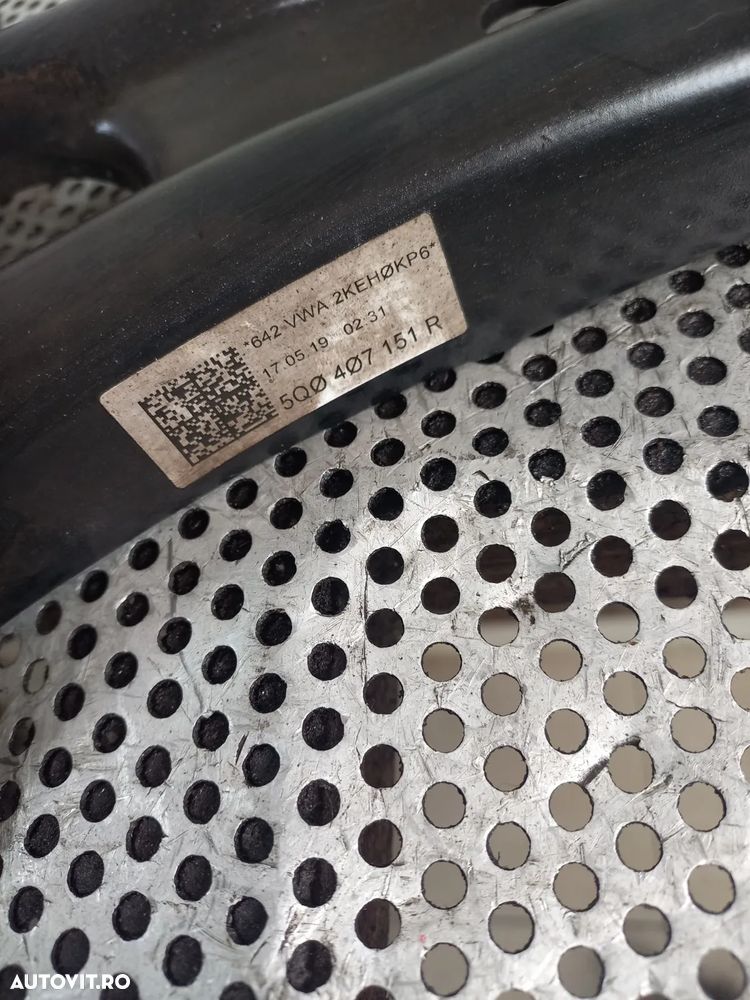 *642 VWA 2KEHØKP6*
17.05.19 02:31
5QØ 4Ø7 151 R
AUTOVIT.RO